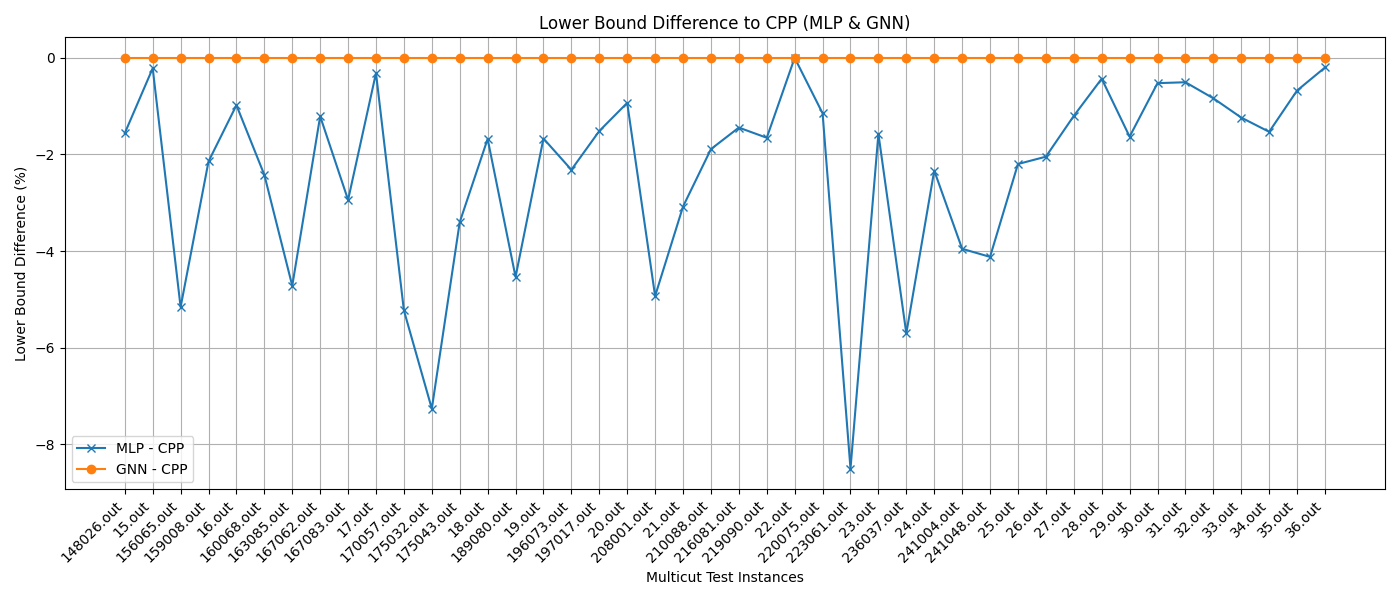 Lower Bound Difference to CPP (MLP & GNN)
Lower Bound Difference (%)
0
−2
−4
−6
−8
MLP - CPP
GNN - CPP
148026.out
15.out
156065.out
159008.out
16.out
160068.out
163085.out
167062.out
167083.out
17.out
170057.out
175032.out
175043.out
18.out
189080.out
19.out
196073.out
197017.out
20.out
208001.out
21.out
210088.out
216081.out
219090.out
22.out
220075.out
223061.out
23.out
236037.out
24.out
241004.out
241048.out
25.out
26.out
27.out
28.out
29.out
30.out
31.out
32.out
33.out
34.out
35.out
36.out
Multicut Test Instances